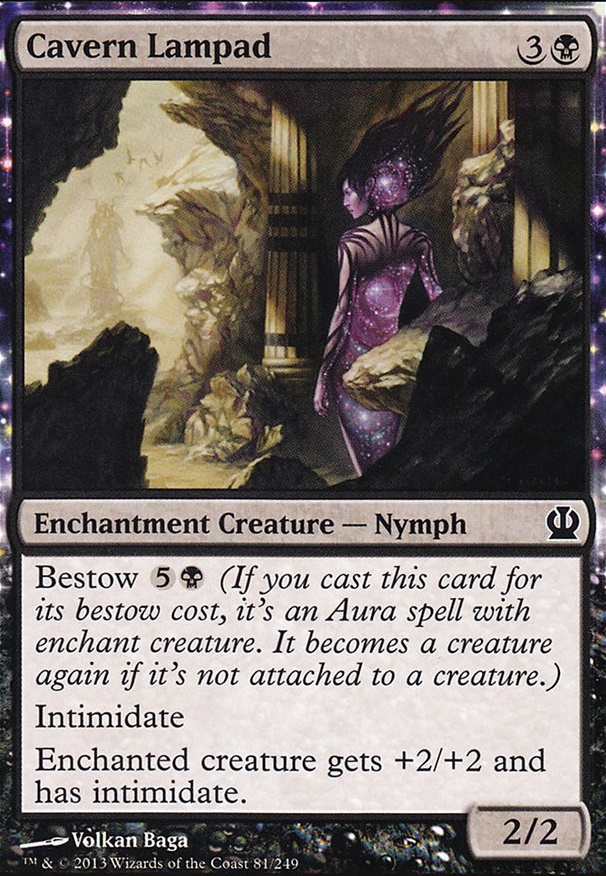 Cavern Lampad 3
Enchantment Creature — Nymph
Bestow 5 (If you cast this card for
its bestow cost, it's an Aura spell with
enchant creature. It becomes a creature
again if it's not attached to a creature.)
Intimidate
Enchanted creature gets +2/+2 and
has intimidate.
2/2
Volkan Baga
™ & © 2013 Wizards of the Coast 81/249